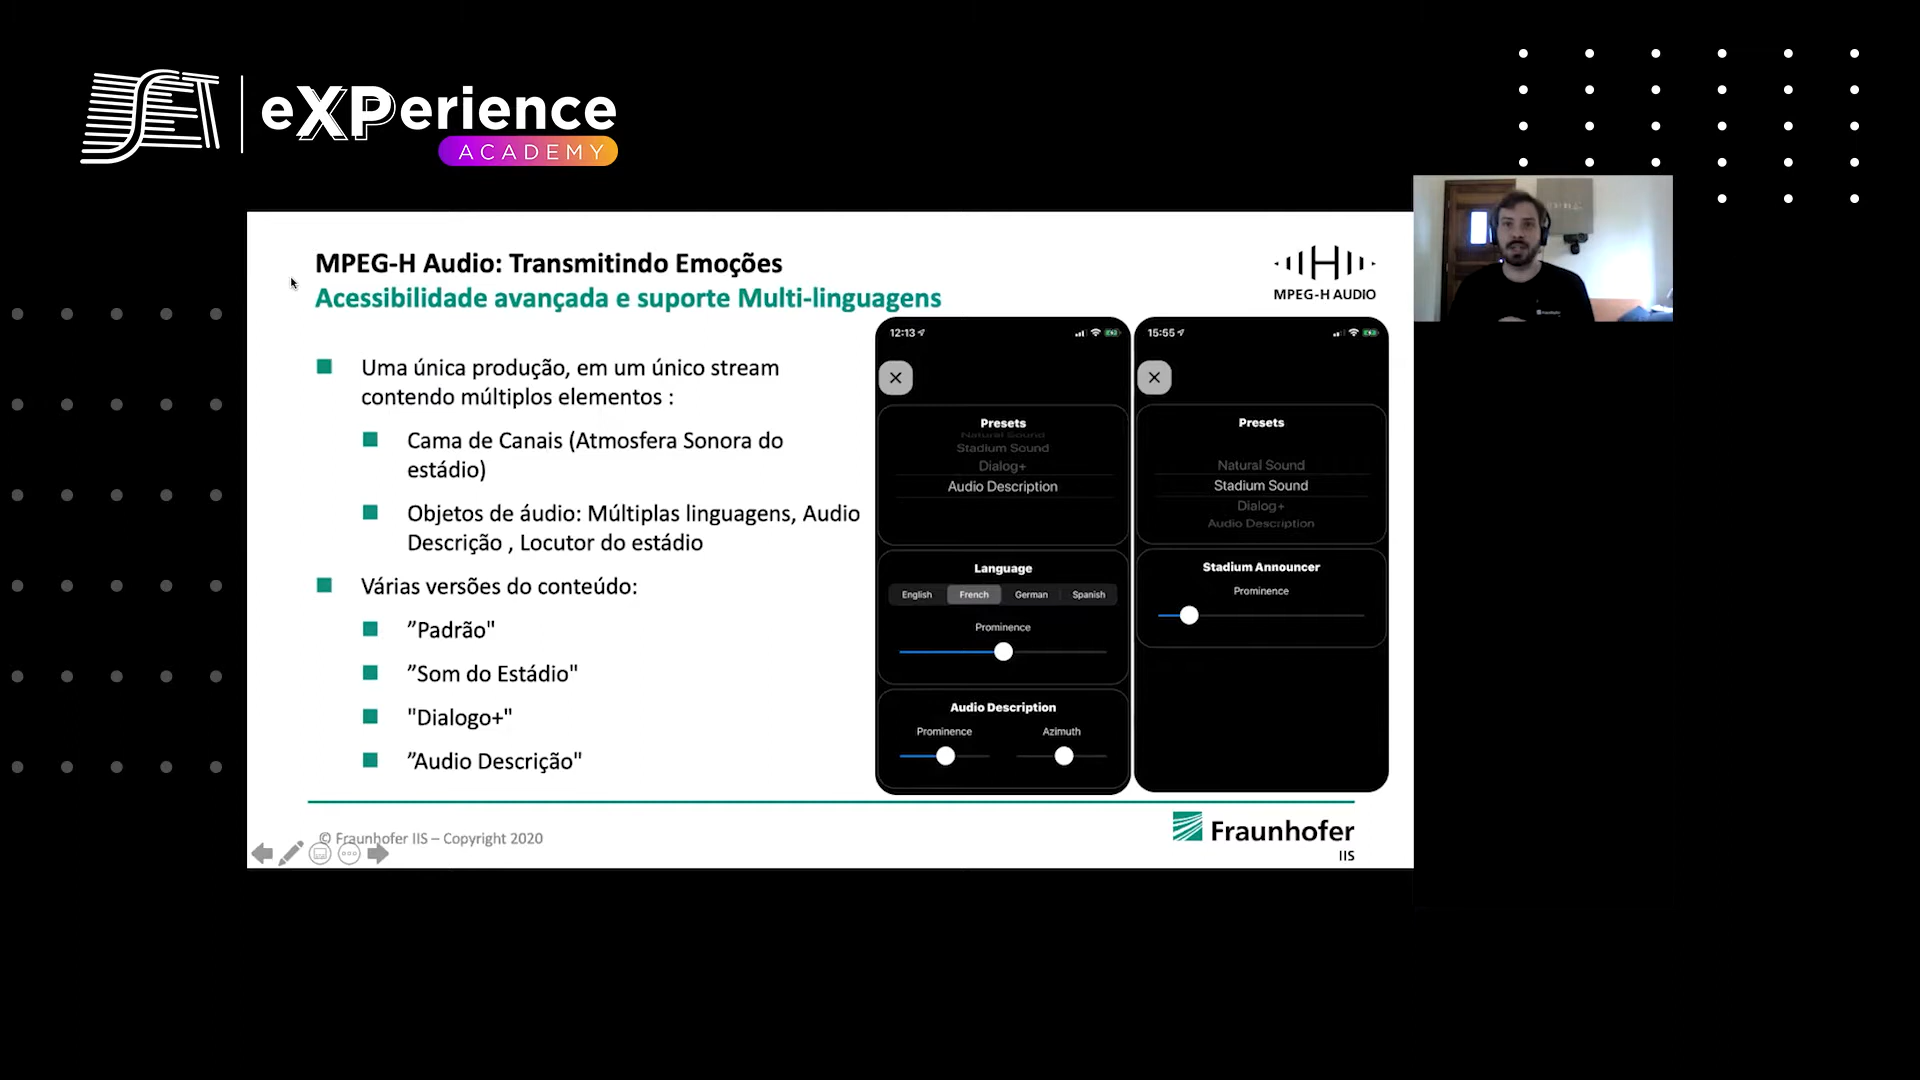 SET
eXPerience
ACADEMY
MPEG-H Audio: Transmitindo Emoções
Acessibilidade avançada e suporte Multi-linguagens
MPEG-H AUDIO
Uma única produção, em um único stream
contendo múltiplos elementos :
Cama de Canais (Atmosfera Sonora do
estádio)
Objetos de áudio: Múltiplas linguagens, Audio
Descrição , Locutor do estádio
Várias versões do conteúdo:
”Padrão"
”Som do Estádio"
"Dialogo+"
”Audio Descrição"
12:13
Presets
Natural Sound
Stadium Sound
Dialog+
Audio Description
Language
English French German Spanish
Prominence
Audio Description
Prominence Azimuth
15:55
Presets
Natural Sound
Stadium Sound
Dialog+
Audio Description
Stadium Announcer
Prominence
© Fraunhofer IIS – Copyright 2020
Fraunhofer
IIS